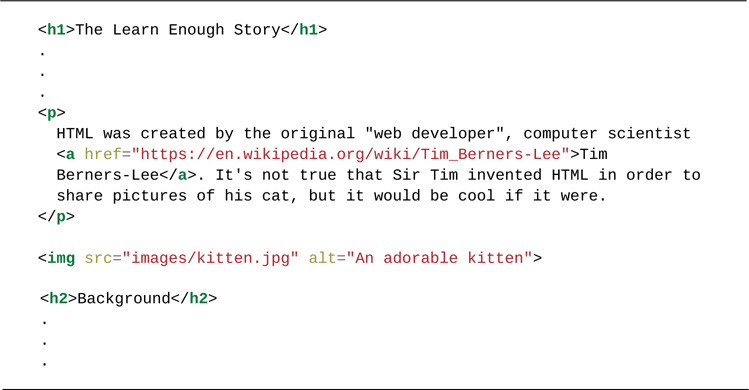 <h1>The Learn Enough Story</h1>
.
.
.
<p>
  HTML was created by the original "web developer", computer scientist
  <a href="https://en.wikipedia.org/wiki/Tim_Berners-Lee">Tim
  Berners-Lee</a>. It's not true that Sir Tim invented HTML in order to
  share pictures of his cat, but it would be cool if it were.
</p>

<img src="images/kitten.jpg" alt="An adorable kitten">

<h2>Background</h2>
.
.
.